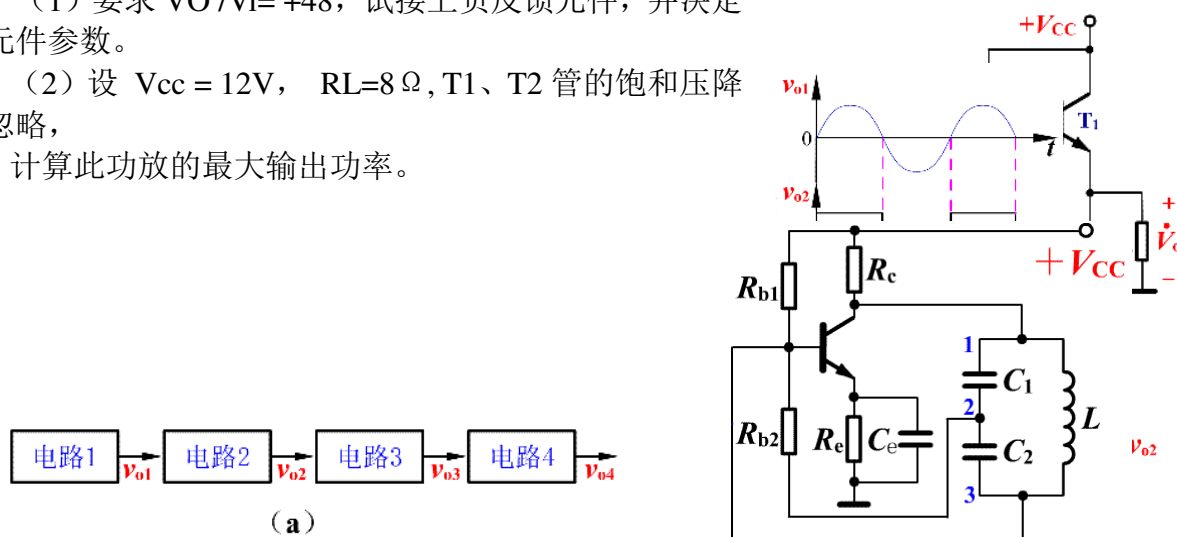 （1）要求 VO /Vi= +48，试接上负反馈元件，并决定
元件参数。
（2）设 Vcc = 12V， RL=8Ω, T1、T2 管的饱和压降
忽略，
计算此功放的最大输出功率。
+VCC
vo1
T1
0
t
vo2
+
Vo
−
＋VCC
Rb1
Rc
1
C1
2
L
Rb2
Re
Ce
C2
vo2
3
电路1
vo1
电路2
vo2
电路3
vo3
电路4
vo4
（a）